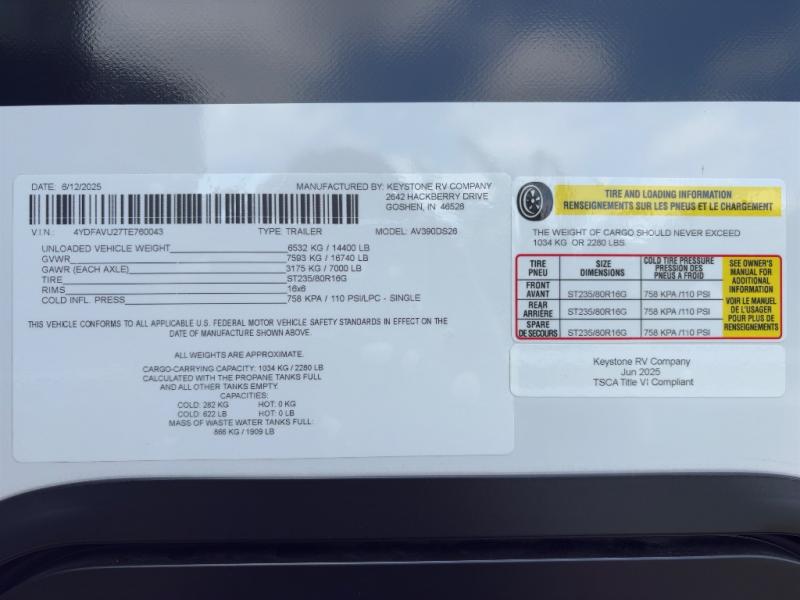 DATE: 6/12/2025
MANUFACTURED BY: KEYSTONE RV COMPANY
2642 HACKBERRY DRIVE
GOSHEN, IN 46526
V.I.N.: 4YDFAVU27TE760043 TYPE: TRAILER MODEL: AV390DS26
UNLOADED VEHICLE WEIGHT 6532 KG / 14400 LB
GVWR 7593 KG / 16740 LB
GAWR (EACH AXLE) 3175 KG / 7000 LB
TIRE ST235/80R16G
RIMS 16x6
COLD INFL. PRESS 758 KPA / 110 PSI/LPC - SINGLE
THIS VEHICLE CONFORMS TO ALL APPLICABLE U.S. FEDERAL MOTOR VEHICLE SAFETY STANDARDS IN EFFECT ON THE
DATE OF MANUFACTURE SHOWN ABOVE.
ALL WEIGHTS ARE APPROXIMATE.
CARGO-CARRYING CAPACITY: 1034 KG / 2280 LB
CALCULATED WITH THE PROPANE TANKS FULL
AND ALL OTHER TANKS EMPTY.
CAPACITIES:
COLD: 282 KG HOT: 0 KG
COLD: 622 LB HOT: 0 LB
MASS OF WASTE WATER TANKS FULL:
866 KG / 1909 LB
TIRE AND LOADING INFORMATION
RENSEIGNEMENTS SUR LES PNEUS ET LE CHARGEMENT
THE WEIGHT OF CARGO SHOULD NEVER EXCEED
1034 KG OR 2280 LBS.
TIRE
PNEU
SIZE
DIMENSIONS
COLD TIRE PRESSURE
PRESSION DES
PNEUS A FROID
FRONT
AVANT
ST235/80R16G 758 KPA /110 PSI
REAR
ARRIÈRE
ST235/80R16G 758 KPA /110 PSI
SPARE
DE SECOURS
ST235/80R16G 758 KPA /110 PSI
SEE OWNER'S
MANUAL FOR
ADDITIONAL
INFORMATION
VOIR LE MANUEL
DE L'USAGER
POUR PLUS DE
RENSEIGNEMENTS
Keystone RV Company
Jun 2025
TSCA Title VI Compliant